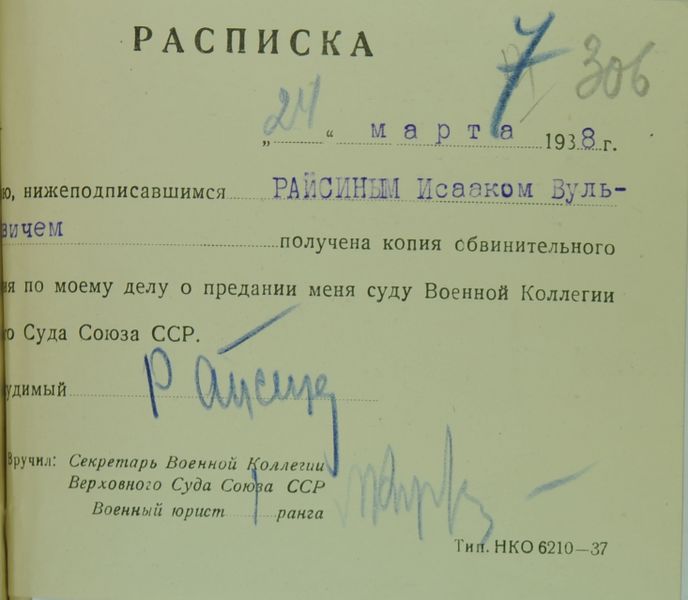 РАСПИСКА
7 306
„24“ марта 1938 г.
ю, нижеподписавшимся РАЙСИНЫМ Исааком Вуль-
вичем получена копия обвинительного
ия по моему делу о предании меня суду Военной Коллегии
го Суда Союза ССР.
удимый Райсин
Вручил: Секретарь Военной Коллегии
Верховного Суда Союза ССР
Военный юрист ранга
Тип. НКО 6210—37